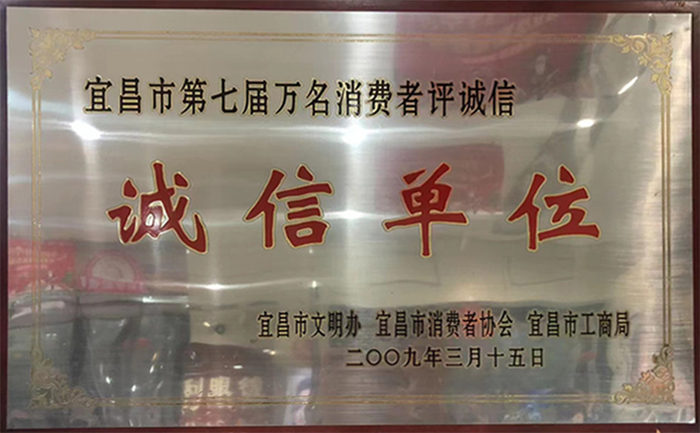 宜昌市第七届万名消费者评诚信
诚信单位
宜昌市文明办 宜昌市消费者协会 宜昌市工商局
二〇〇九年三月十五日